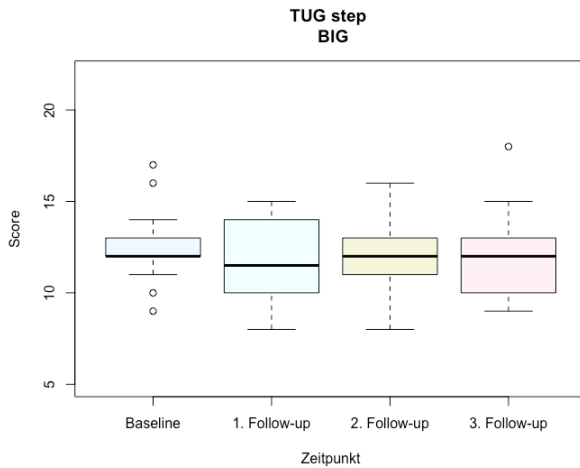 TUG step
BIG
Score
20
15
10
5
Baseline
1. Follow-up
2. Follow-up
3. Follow-up
Zeitpunkt